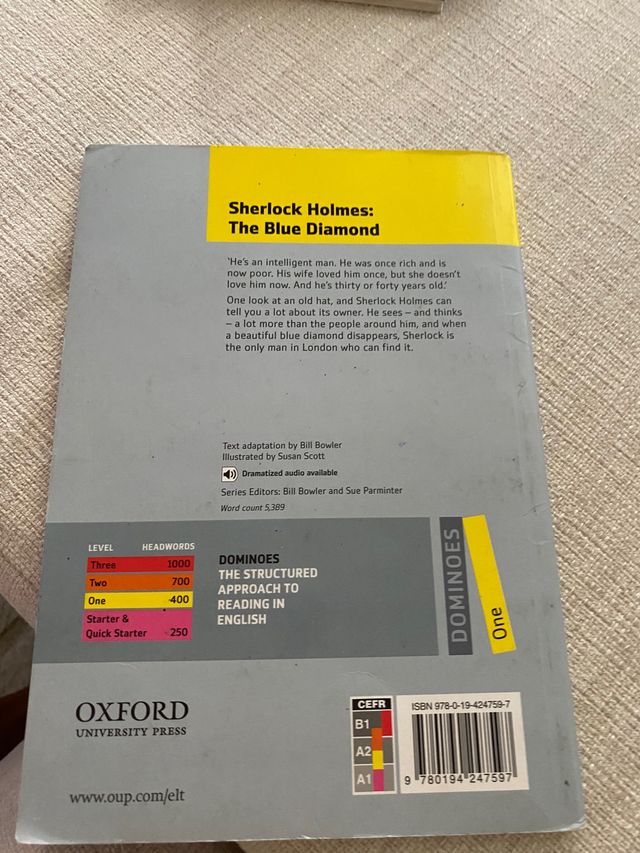 Sherlock Holmes:
The Blue Diamond
'He's an intelligent man. He was once rich and is
now poor. His wife loved him once, but she doesn't
love him now. And he's thirty or forty years old.'
One look at an old hat, and Sherlock Holmes can
tell you a lot about its owner. He sees – and thinks
– a lot more than the people around him, and when
a beautiful blue diamond disappears, Sherlock is
the only man in London who can find it.
Text adaptation by Bill Bowler
Illustrated by Susan Scott
Dramatized audio available
Series Editors: Bill Bowler and Sue Parminter
Word count 5,389
LEVEL HEADWORDS
Three 1000
Two 700
One 400
Starter &
Quick Starter 250
DOMINOES
THE STRUCTURED
APPROACH TO
READING IN
ENGLISH
DOMINOES
One
OXFORD
UNIVERSITY PRESS
www.oup.com/elt
CEFR
B1
A2
A1
ISBN 978-0-19-424759-7
9 780194 247597